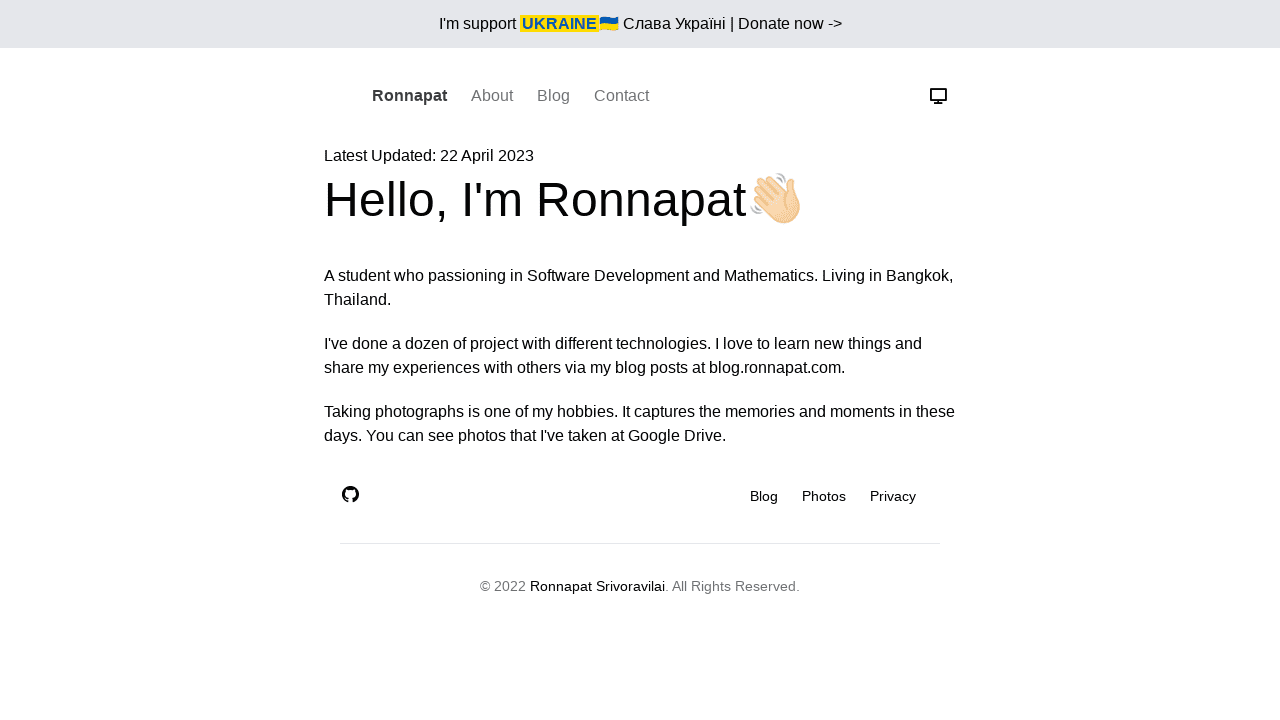 I'm support UKRAINE🇺🇦 Слава Україні | Donate now ->
Ronnapat About Blog Contact
Latest Updated: 22 April 2023
Hello, I'm Ronnapat👋🏻
A student who passioning in Software Development and Mathematics. Living in Bangkok,
Thailand.
I've done a dozen of project with different technologies. I love to learn new things and
share my experiences with others via my blog posts at blog.ronnapat.com.
Taking photographs is one of my hobbies. It captures the memories and moments in these
days. You can see photos that I've taken at Google Drive.
Blog Photos Privacy
© 2022 Ronnapat Srivoravilai. All Rights Reserved.